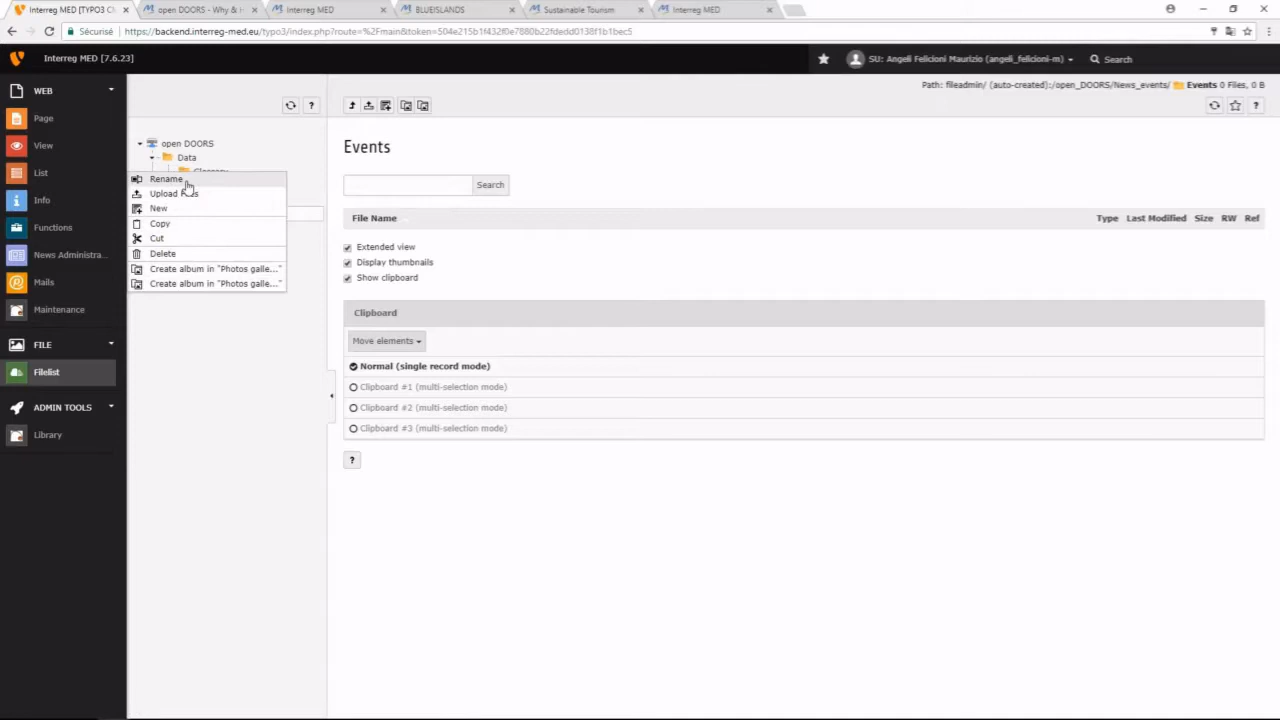 Interreg MED [TYPO3 CM
open DOORS - Why & H
Interreg MED
BLUEISLANDS
Sustainable Tourism
Interreg MED
Sécurisé
https://backend.interreg-med.eu/typo3/index.php?route=%2Fmain&token=504e215b1f432f0e7880b22fdedd0138f1b1bec5
Interreg MED [7.6.23]
SU: Angeli Felicioni Maurizio (angeli_felicioni-m)
Search
WEB
Page
View
List
Info
Functions
News Administra...
Mails
Maintenance
FILE
Filelist
ADMIN TOOLS
Library
?
open DOORS
Data
Glossary
Rename
Upload Files
New
Copy
Cut
Delete
Create album in "Photos galle..."
Create album in "Photos galle..."
Path: fileadmin/ (auto-created):/open_DOORS/News_events/ Events 0 Files, 0 B
?
Events
Search
File Name Type Last Modified Size RW Ref
Extended view
Display thumbnails
Show clipboard
Clipboard
Move elements
Normal (single record mode)
Clipboard #1 (multi-selection mode)
Clipboard #2 (multi-selection mode)
Clipboard #3 (multi-selection mode)
?